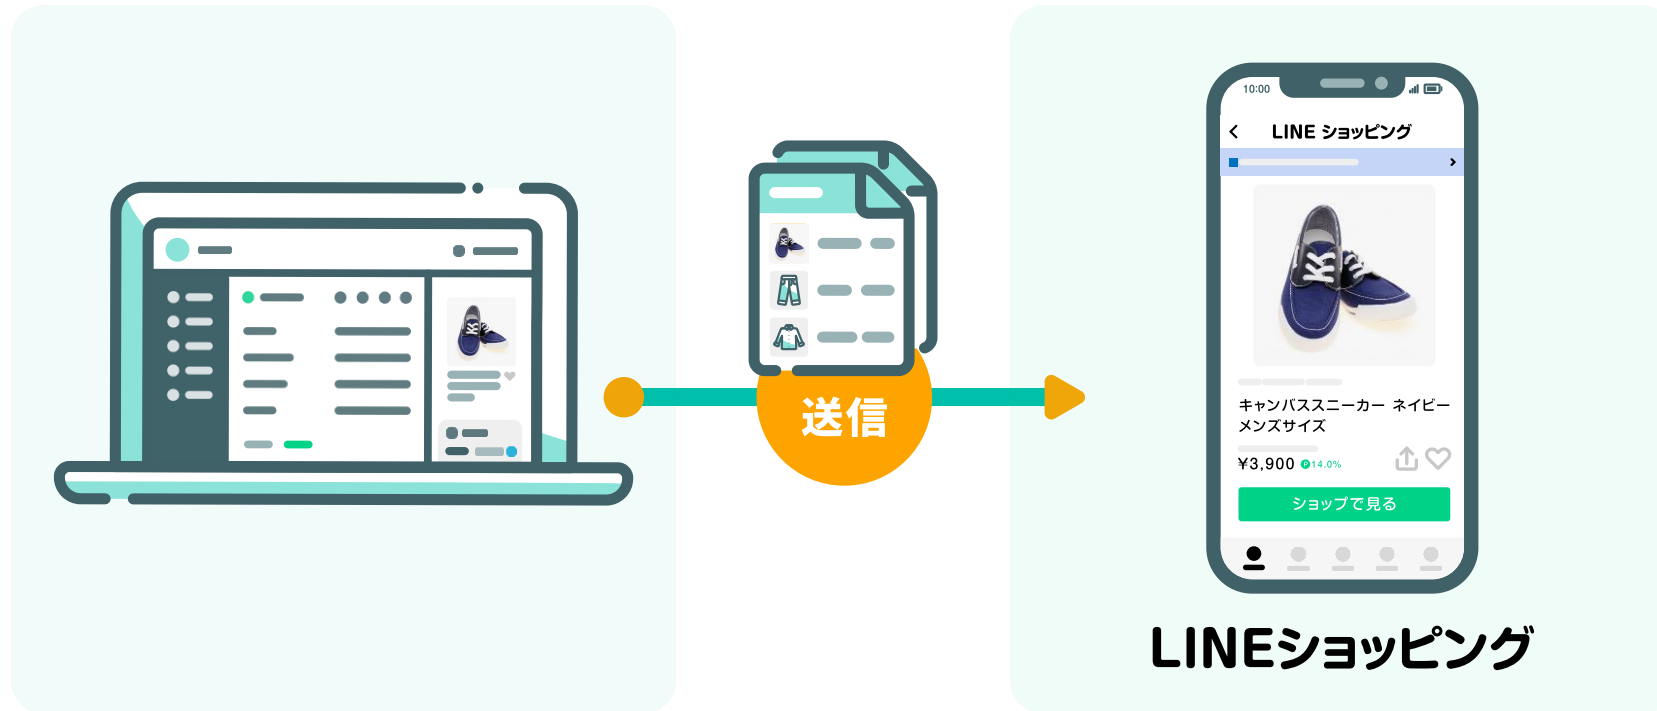 送信
10:00
LINE ショッピング
キャンバススニーカー ネイビー
メンズサイズ
¥3,900 P14.0%
ショップで見る
LINEショッピング